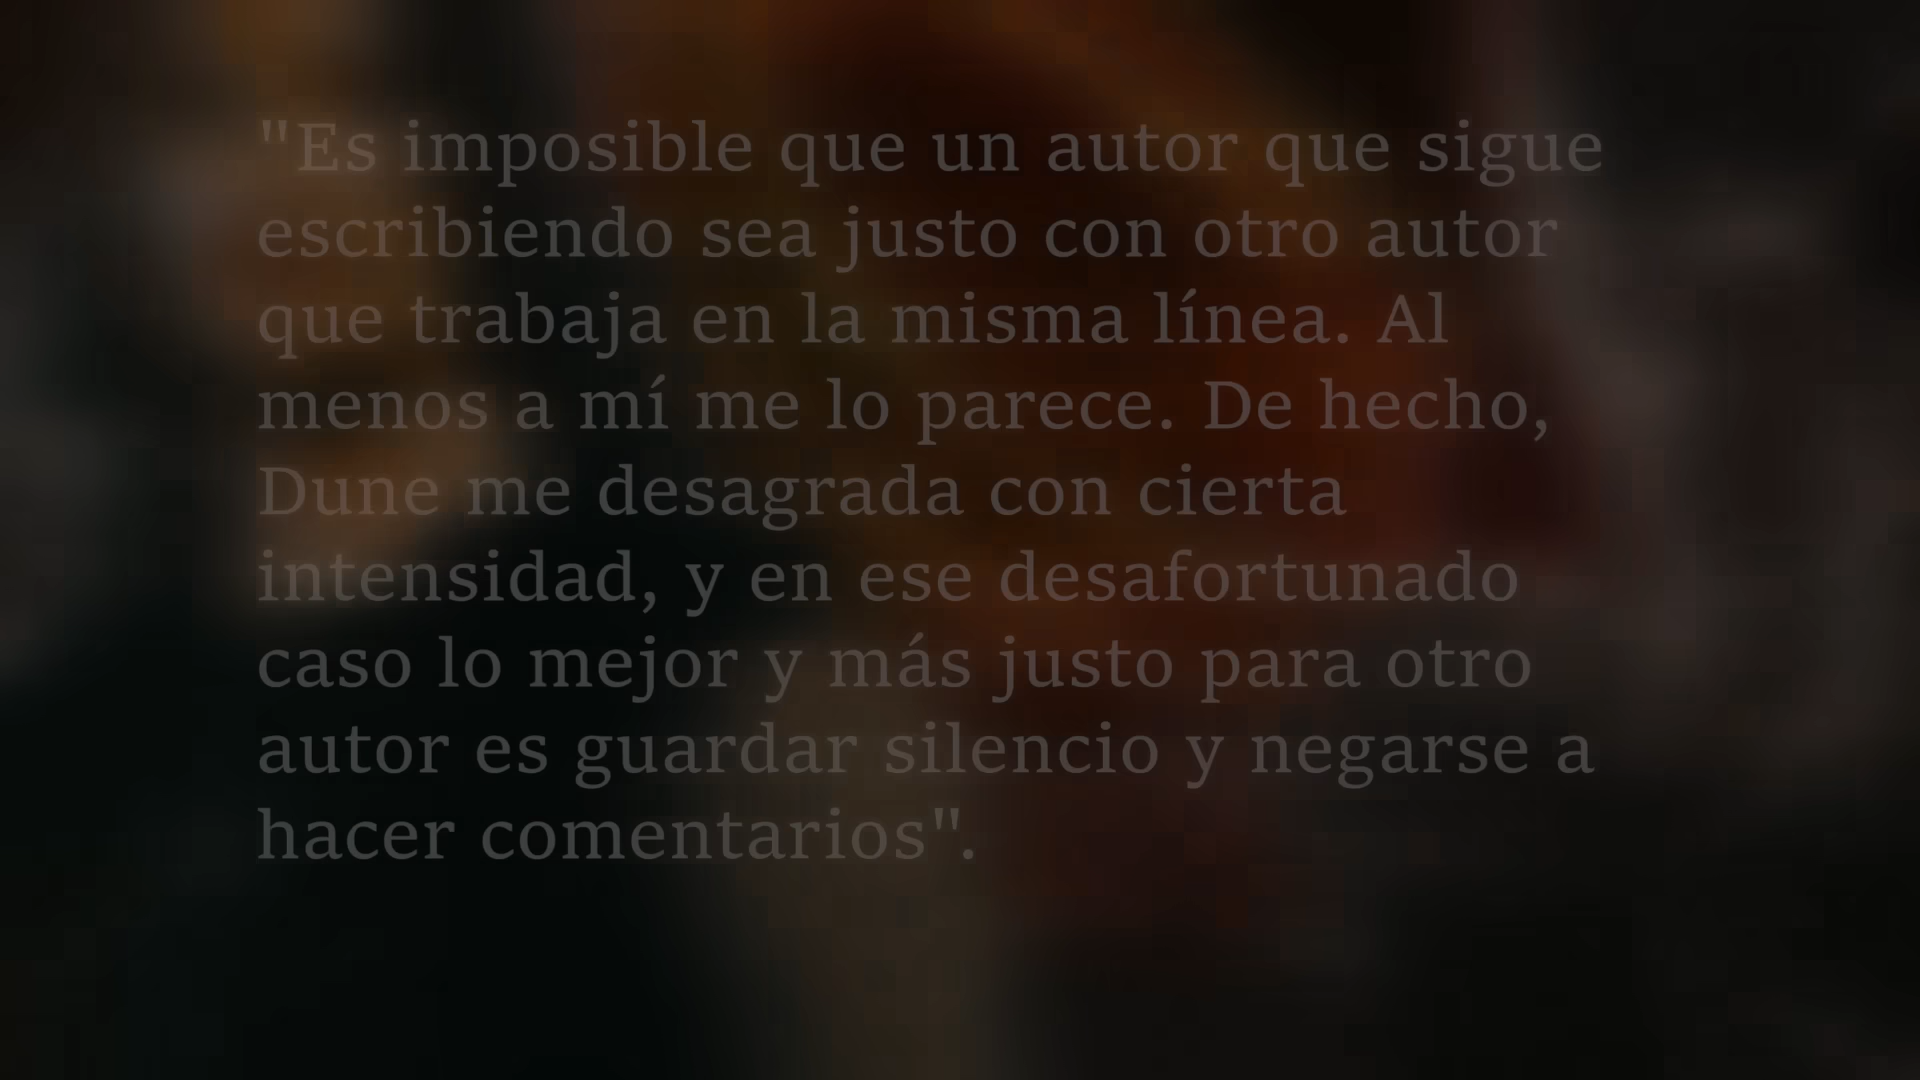 "Es imposible que un autor que sigue
escribiendo sea justo con otro autor
que trabaja en la misma línea. Al
menos a mí me lo parece. De hecho,
Dune me desagrada con cierta
intensidad, y en ese desafortunado
caso lo mejor y más justo para otro
autor es guardar silencio y negarse a
hacer comentarios".